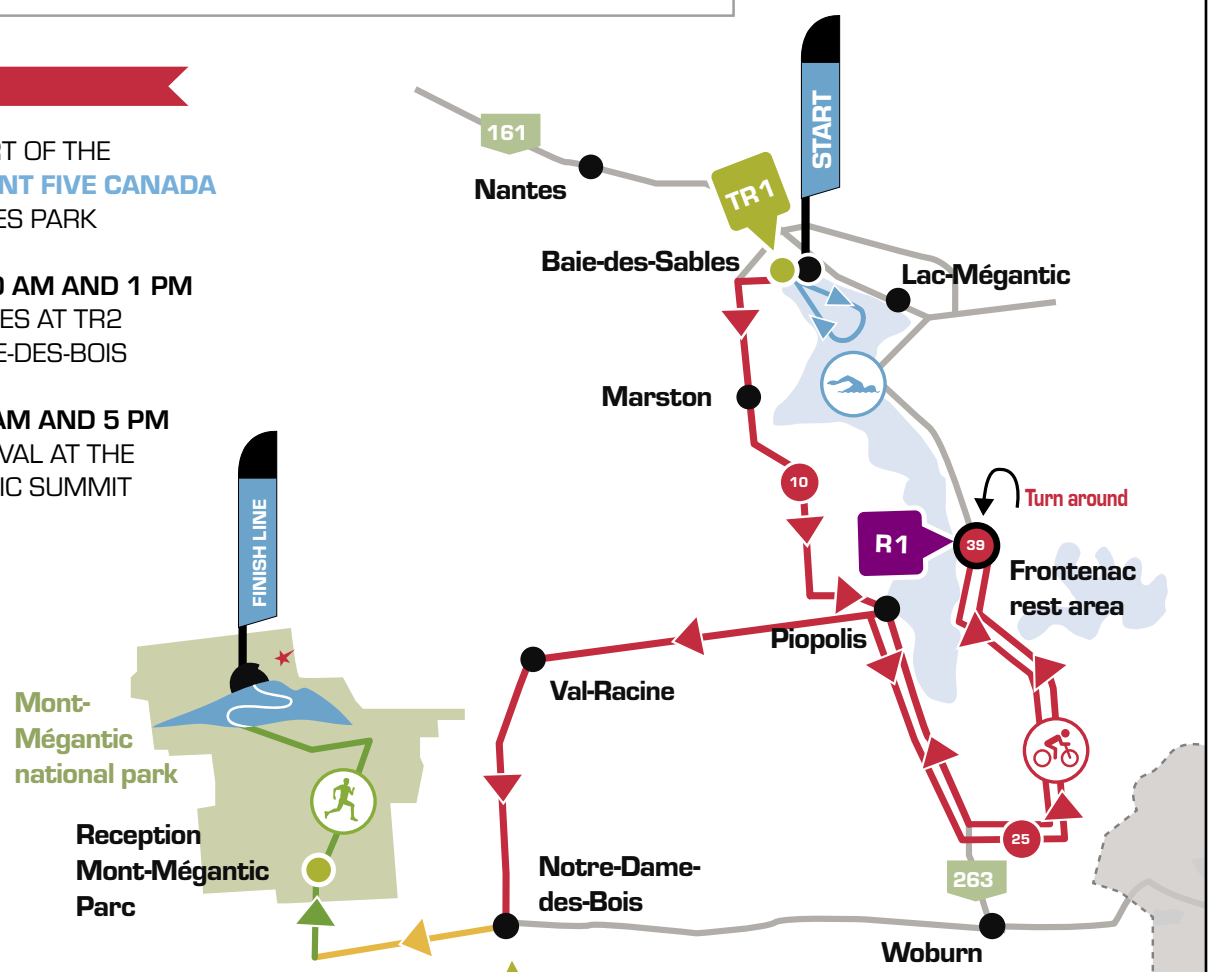 RT OF THE
NT FIVE CANADA
ES PARK
0 AM AND 1 PM
ES AT TR2
E-DES-BOIS
AM AND 5 PM
VAL AT THE
IC SUMMIT
START
161
Nantes
TR1
Baie-des-Sables
Lac-Mégantic
Marston
10
Turn around
R1
39
Frontenac
rest area
Piopolis
Val-Racine
FINISH LINE
Mont-
Mégantic
national park
Reception
Mont-Mégantic
Parc
25
263
Notre-Dame-
des-Bois
Woburn